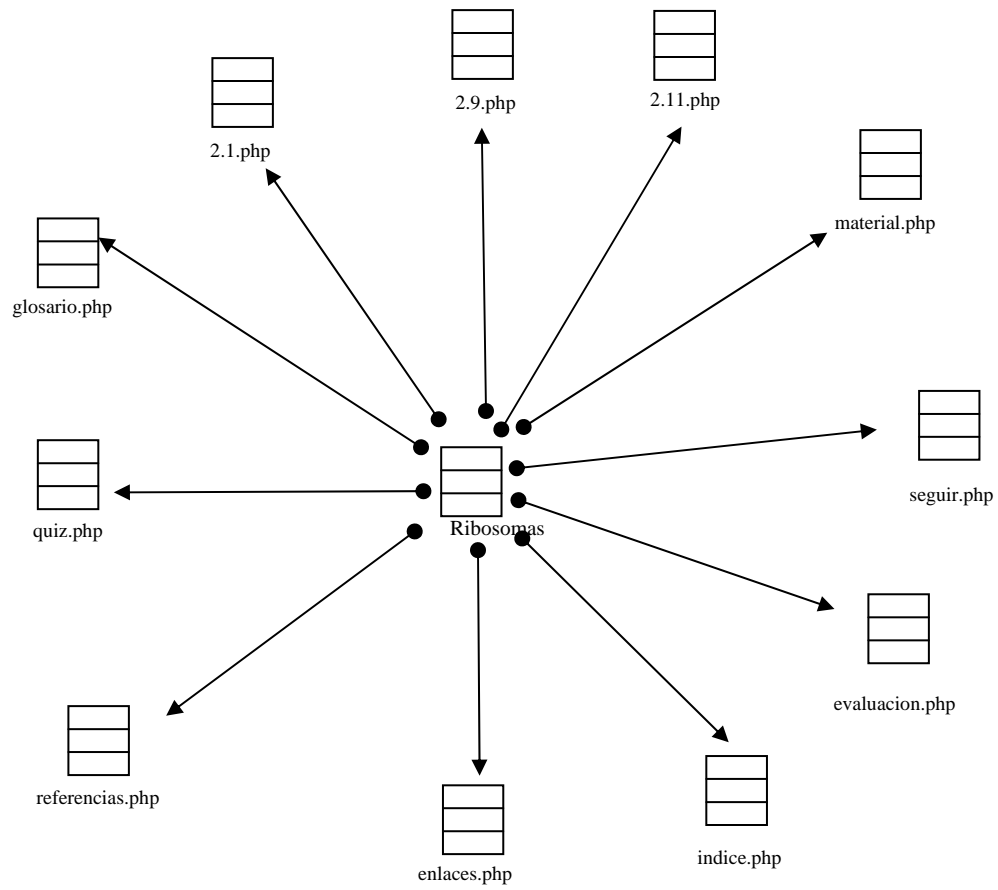 2.9.php
2.11.php
2.1.php
material.php
glosario.php
seguir.php
quiz.php
Ribosomas
evaluacion.php
referencias.php
indice.php
enlaces.php